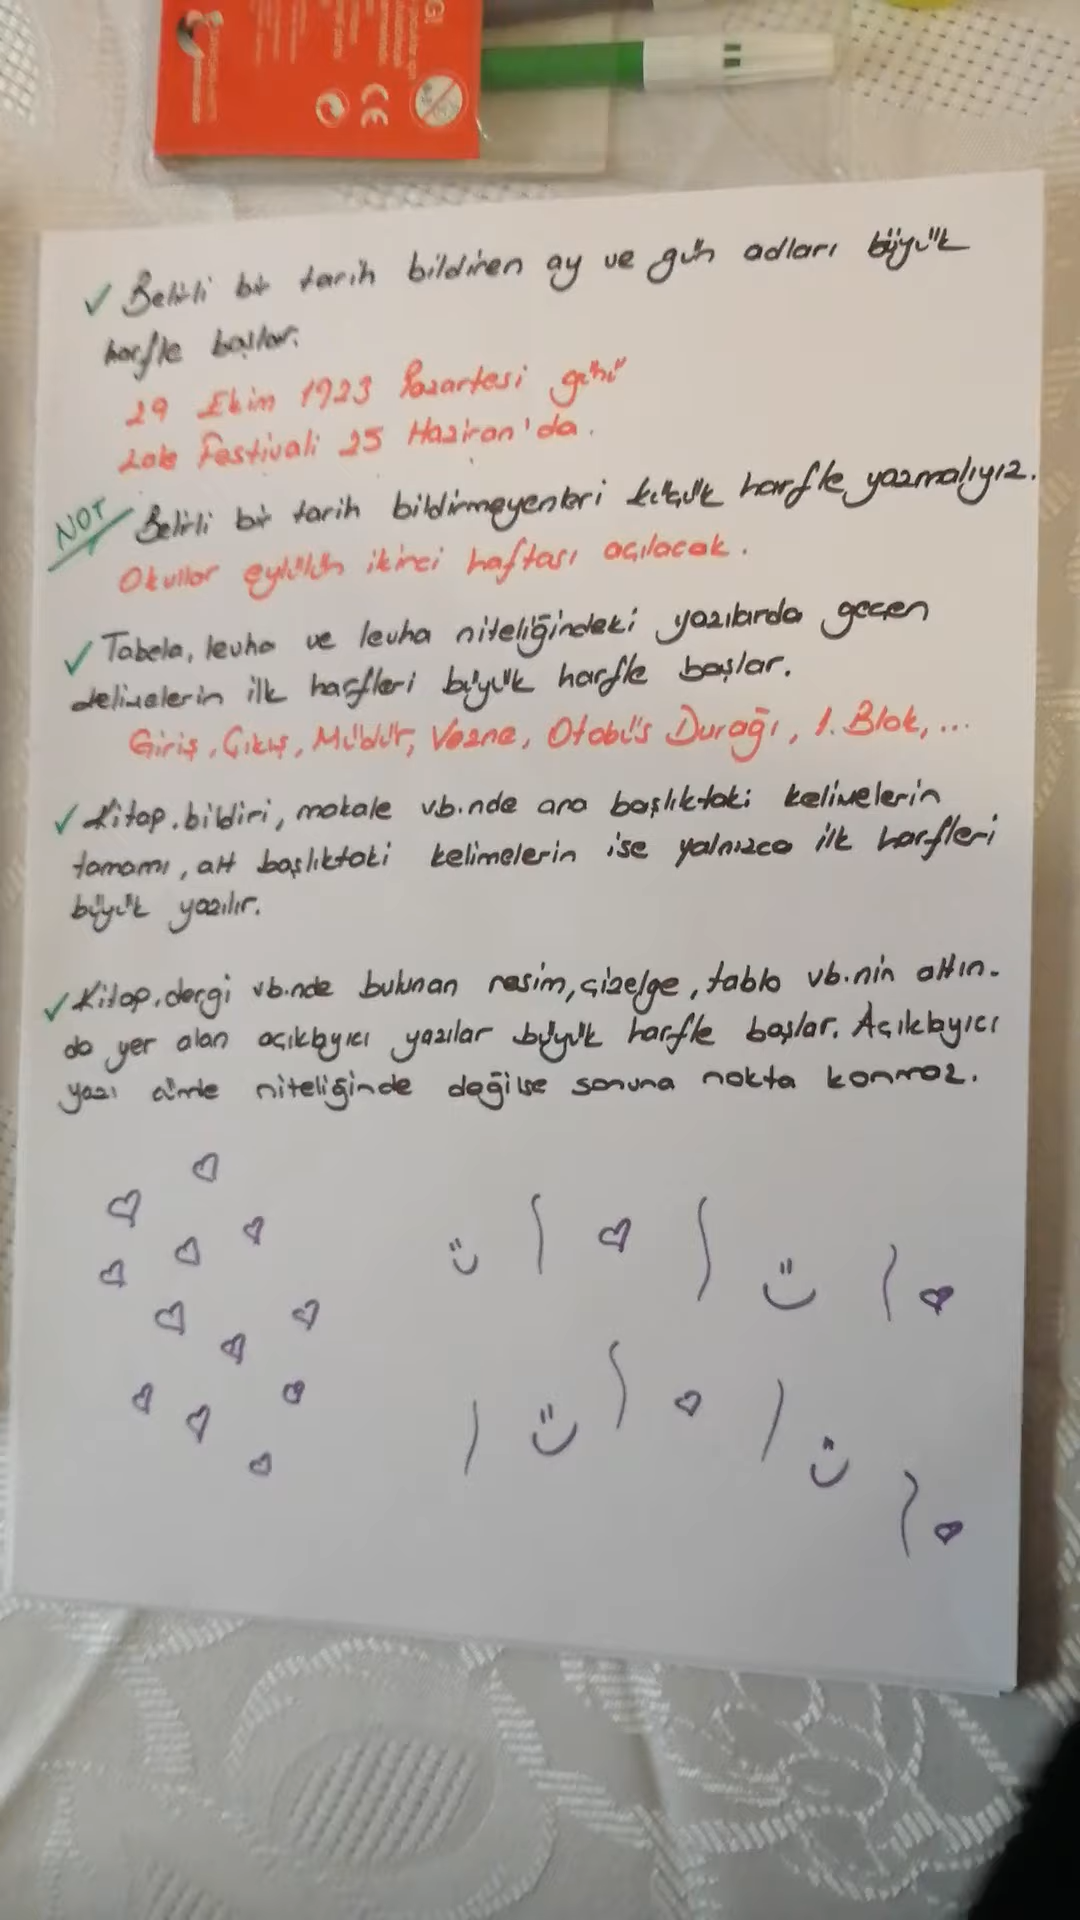 CE
✓ Belirli bir tarih bildiren ay ve gün adları büyük
harfle başlar.
29 Ekim 1923 Pazartesi günü
Lale Festivali 25 Haziran'da.
NOT Belirli bir tarih bildirmeyenleri küçük harfle yazmalıyız.
Okullar eylülün ikinci haftası açılacak.
✓ Tabela, levha ve levha niteliğindeki yazılarda geçen
kelimelerin ilk harfleri büyük harfle başlar.
Giriş, Çıkış, Müdür, Vezne, Otobüs Durağı, 1. Blok, ...
✓ Kitap, bildiri, makale vb.nde ana başlıktaki kelimelerin
tamamı, alt başlıktaki kelimelerin ise yalnızca ilk harfleri
büyük yazılır.
✓ Kitap, dergi vb.nde bulunan resim, çizelge, tablo vb.nin altın-
da yer alan açıklayıcı yazılar büyük harfle başlar. Açıklayıcı
yazı cümle niteliğinde değilse sonuna nokta konmaz.